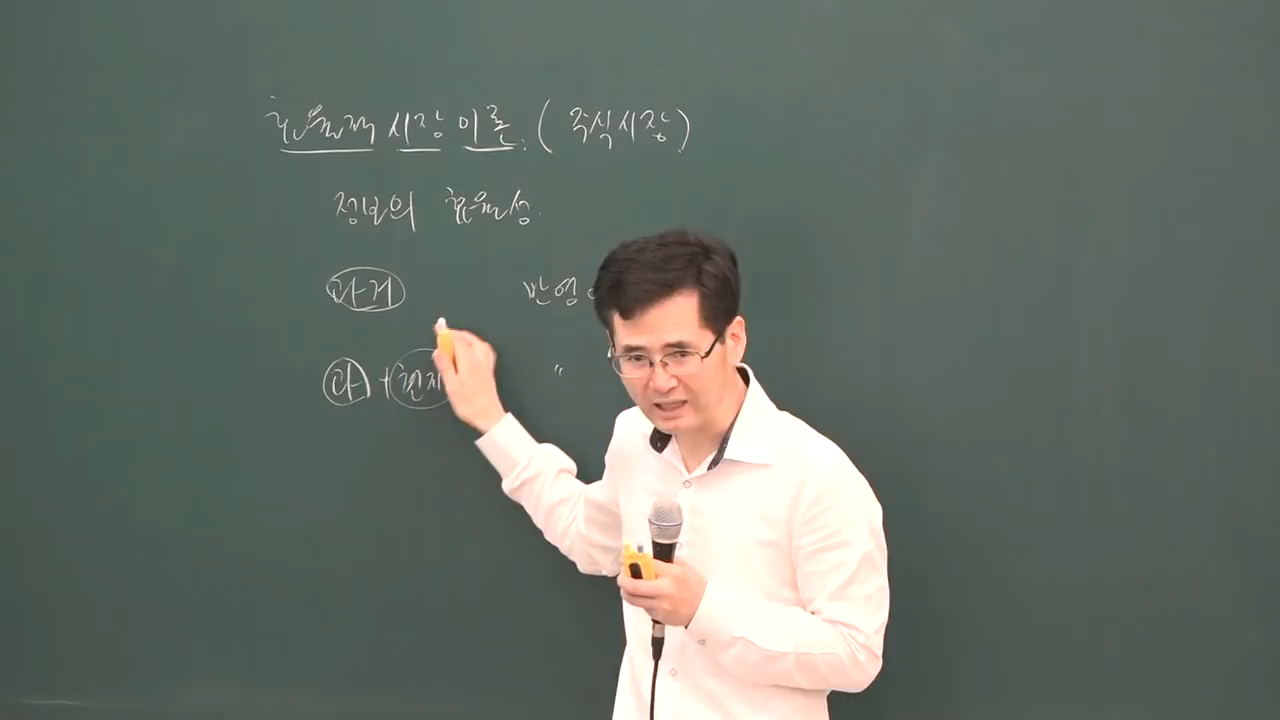 효율적 시장 이론 : ( 주식시장 )
정보의 효율성.
과거 반영
과 + 현재 〃